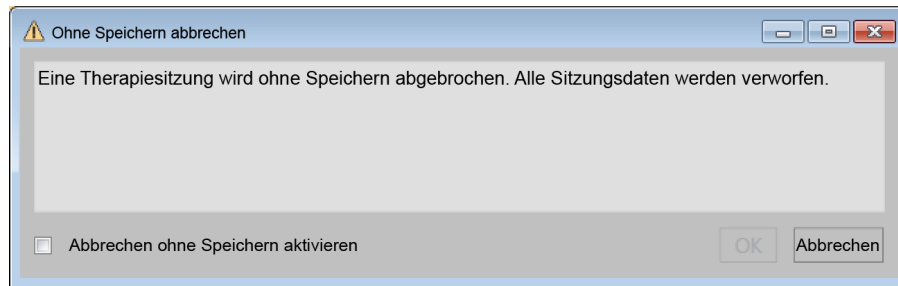 Ohne Speichern abbrechen
Eine Therapiesitzung wird ohne Speichern abgebrochen. Alle Sitzungsdaten werden verworfen.
Abbrechen ohne Speichern aktivieren
OK
Abbrechen